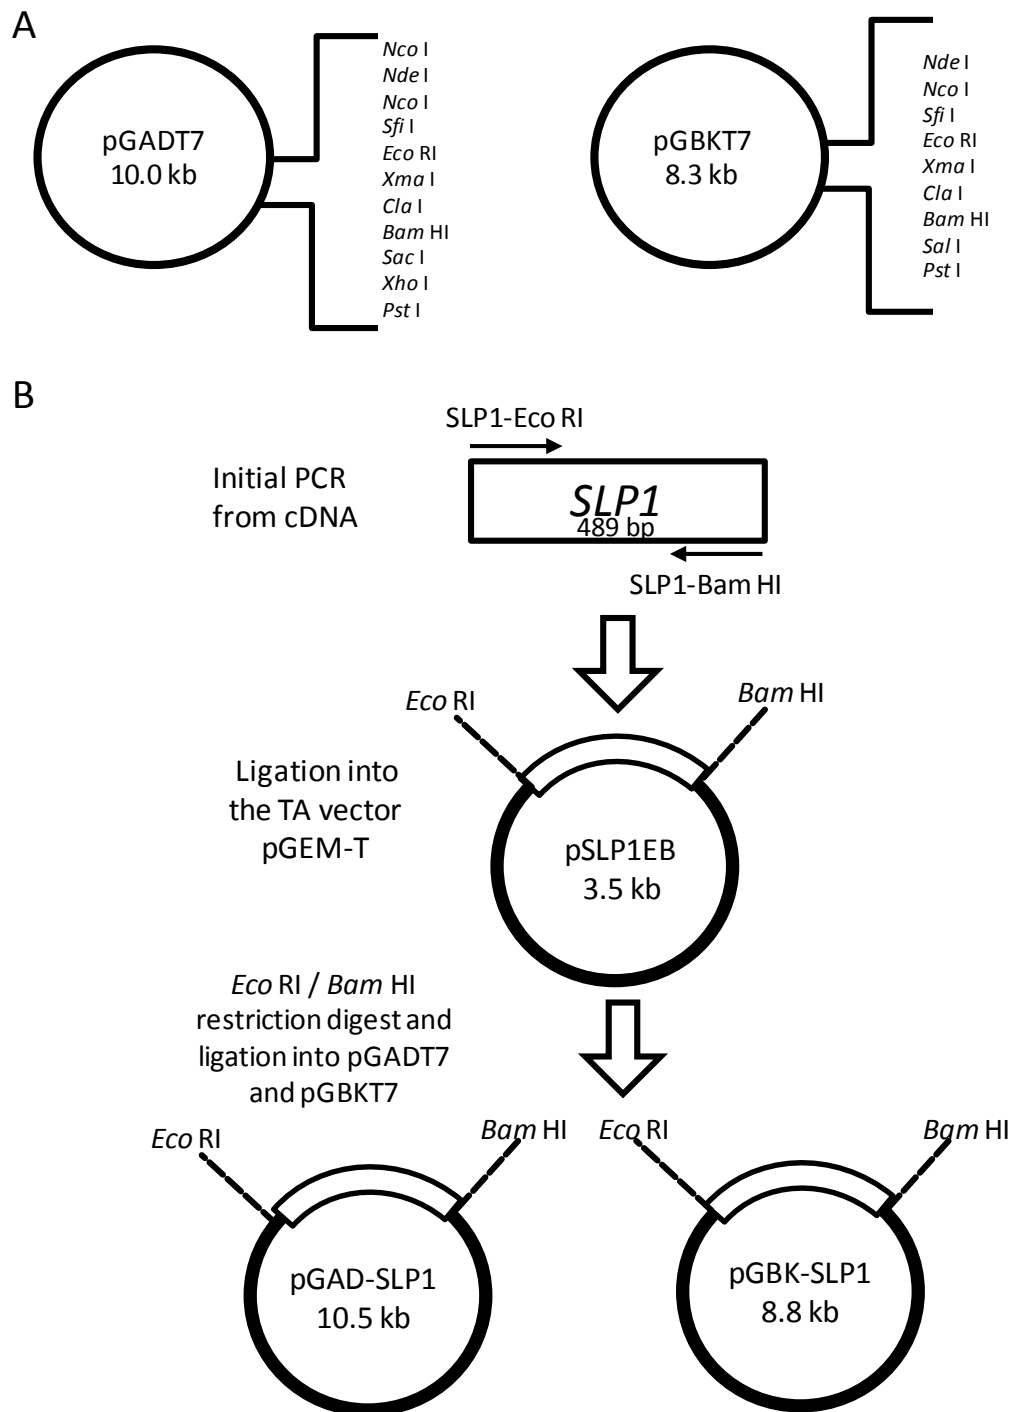 A
pGADT7
10.0 kb
Nco I
Nde I
Nco I
Sfi I
Eco RI
Xma I
Cla I
Bam HI
Sac I
Xho I
Pst I
pGBKT7
8.3 kb
Nde I
Nco I
Sfi I
Eco RI
Xma I
Cla I
Bam HI
Sal I
Pst I
B
SLP1-Eco RI
Initial PCR
from cDNA
SLP1
489 bp
SLP1-Bam HI
Eco RI
Bam HI
Ligation into
the TA vector
pGEM-T
pSLP1EB
3.5 kb
Eco RI / Bam HI
restriction digest and
ligation into pGADT7
and pGBKT7
Eco RI
Bam HI
Eco RI
Bam HI
pGAD-SLP1
10.5 kb
pGBK-SLP1
8.8 kb